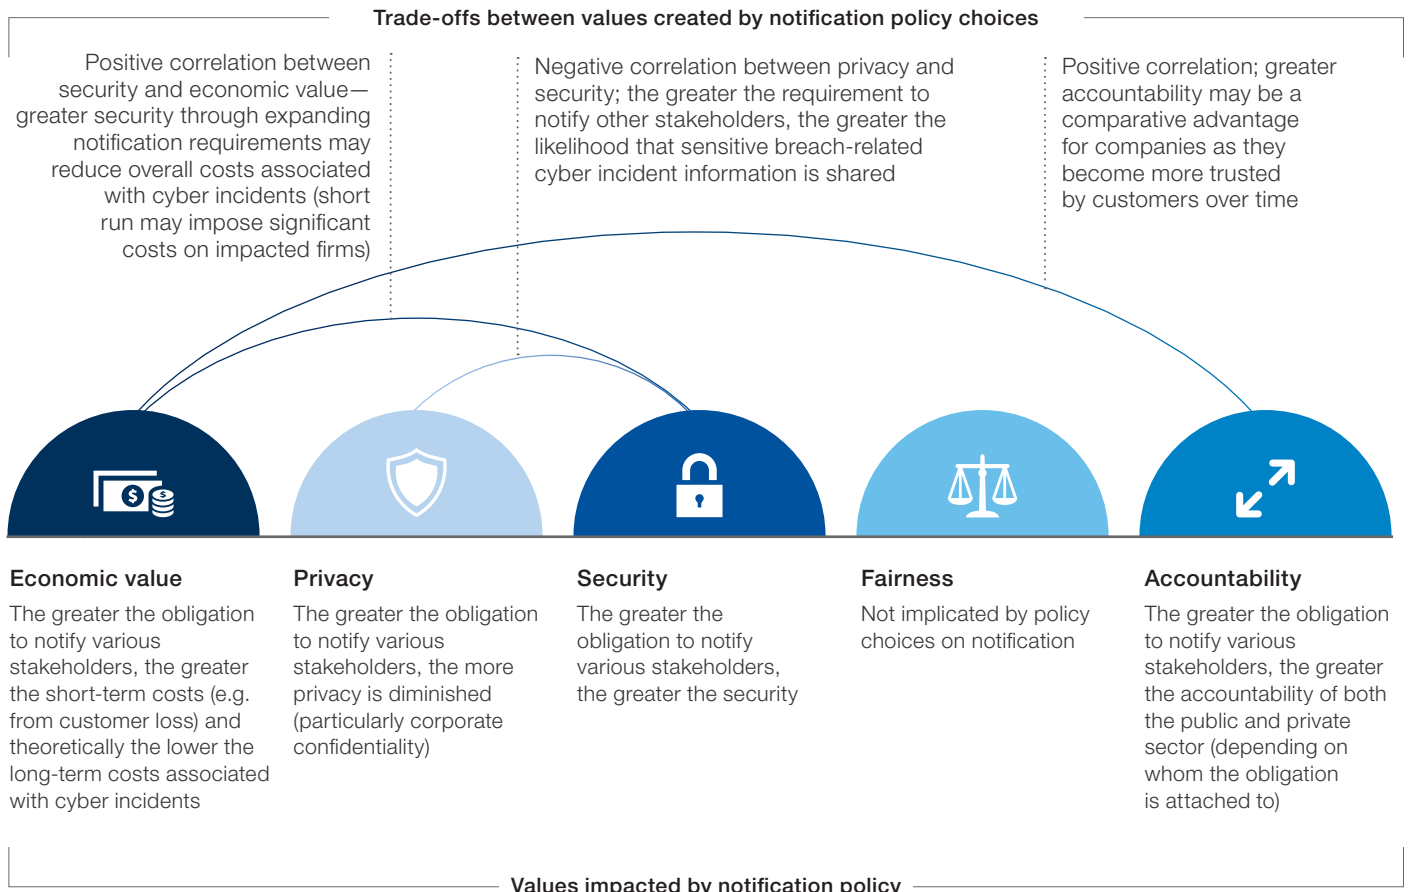 Trade-offs between values created by notification policy choices
Positive correlation between
security and economic value—
greater security through expanding
notification requirements may
reduce overall costs associated
with cyber incidents (short
run may impose significant
costs on impacted firms)
Negative correlation between privacy and
security; the greater the requirement to
notify other stakeholders, the greater the
likelihood that sensitive breach-related
cyber incident information is shared
Positive correlation; greater
accountability may be a
comparative advantage
for companies as they
become more trusted
by customers over time
$
$
Economic value
The greater the obligation
to notify various
stakeholders, the greater
the short-term costs (e.g.
from customer loss) and
theoretically the lower the
long-term costs associated
with cyber incidents
Privacy
The greater the obligation
to notify various
stakeholders, the more
privacy is diminished
(particularly corporate
confidentiality)
Security
The greater the
obligation to notify
various stakeholders,
the greater the security
Fairness
Not implicated by policy
choices on notification
Accountability
The greater the obligation
to notify various
stakeholders, the greater
the accountability of both
the public and private
sector (depending on
whom the obligation
is attached to)
Values impacted by notification policy